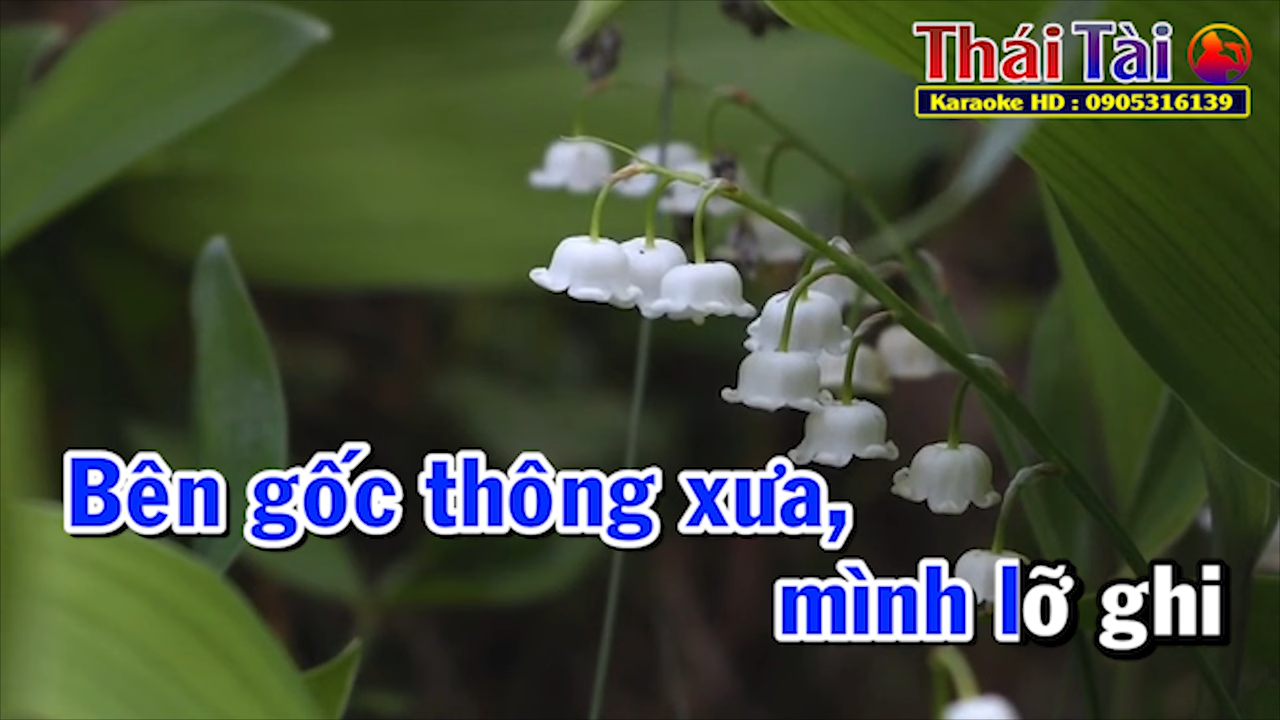 Thái Tài
Karaoke HD : 0905316139
Bên gốc thông xưa,
mình lỡ ghi